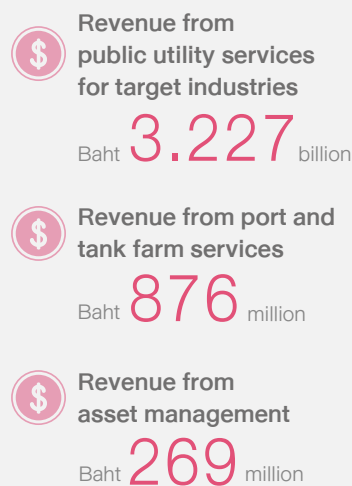 $
Revenue from
public utility services
for target industries
Baht 3.227 billion
$
Revenue from port and
tank farm services
Baht 876 million
$
Revenue from
asset management
Baht 269 million